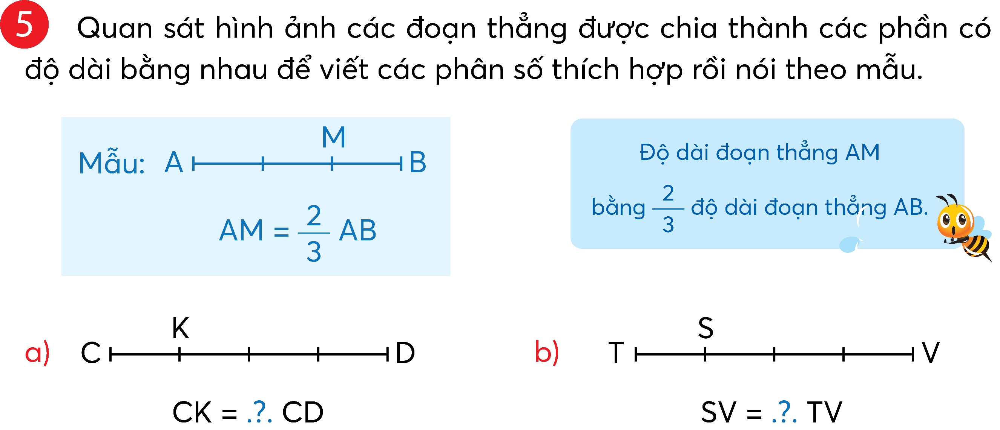 5 Quan sát hình ảnh các đoạn thẳng được chia thành các phần có
độ dài bằng nhau để viết các phân số thích hợp rồi nói theo mẫu.
M
Mẫu: A B
AM = 2/3 AB
Độ dài đoạn thẳng AM
bằng 2/3 độ dài đoạn thẳng AB.
K
a) C D
CK = .?. CD
S
b) T V
SV = .?. TV